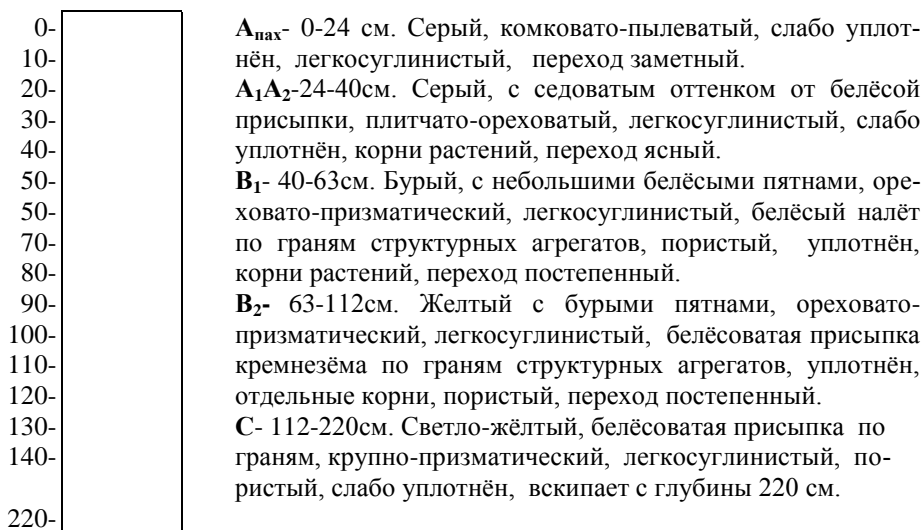 0- Aпах- 0-24 см. Серый, комковато-пылеватый, слабо уплот-
10- нён, легкосуглинистый, переход заметный.
20- A1A2-24-40см. Серый, с седоватым оттенком от белёсой
30- присыпки, плитчато-ореховатый, легкосуглинистый, слабо
40- уплотнён, корни растений, переход ясный.
50- B1- 40-63см. Бурый, с небольшими белёсыми пятнами, оре-
50- ховато-призматический, легкосуглинистый, белёсый налёт
70- по граням структурных агрегатов, пористый, уплотнён,
80- корни растений, переход постепенный.
90- B2- 63-112см. Желтый с бурыми пятнами, ореховато-
100- призматический, легкосуглинистый, белёсоватая присыпка
110- кремнезёма по граням структурных агрегатов, уплотнён,
120- отдельные корни, пористый, переход постепенный.
130- C- 112-220см. Светло-жёлтый, белёсоватая присыпка по
140- граням, крупно-призматический, легкосуглинистый, по-
ристый, слабо уплотнён, вскипает с глубины 220 см.
220-